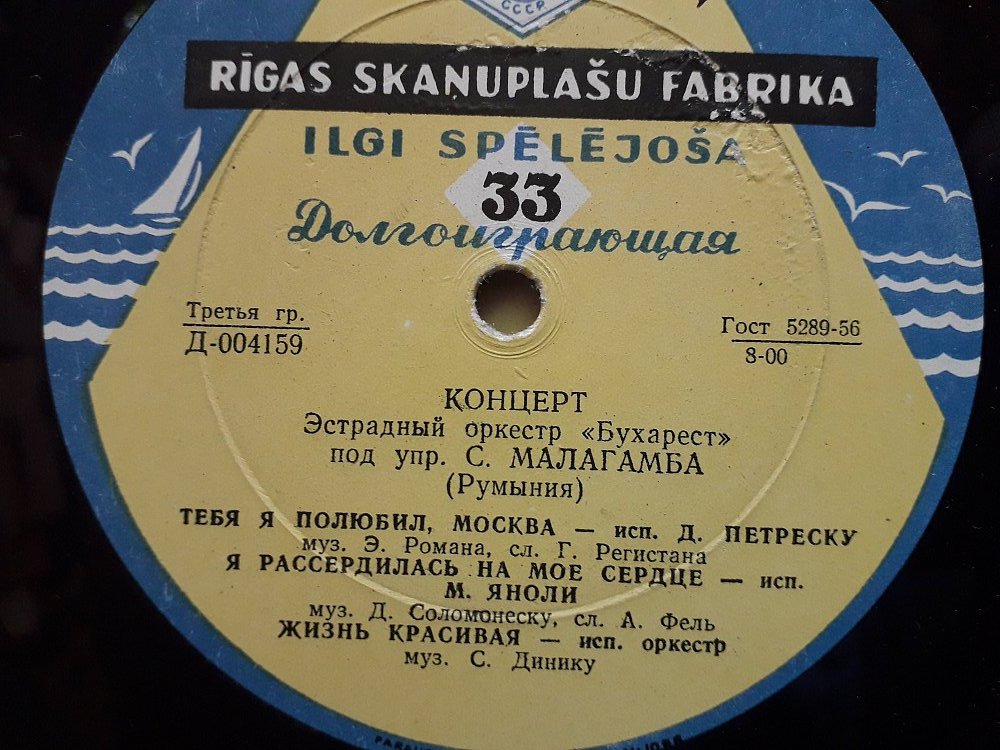 СССР
RĪGAS SKAŅUPLAŠU FABRIKA
ILGI SPĒLĒJOŠA
33
Долгоиграющая
Третья гр.
Д-004159
Гост 5289-56
8-00
КОНЦЕРТ
Эстрадный оркестр «Бухарест»
под упр. С. МАЛАГАМБА
(Румыния)
ТЕБЯ Я ПОЛЮБИЛ, МОСКВА — исп. Д. ПЕТРЕСКУ
муз. Э. Романа, сл. Г. Регистана
Я РАССЕРДИЛАСЬ НА МОЕ СЕРДЦЕ — исп.
М. ЯНОЛИ
муз. Д. Соломонеску, сл. А. Фель
ЖИЗНЬ КРАСИВАЯ — исп. оркестр
муз. С. Динику